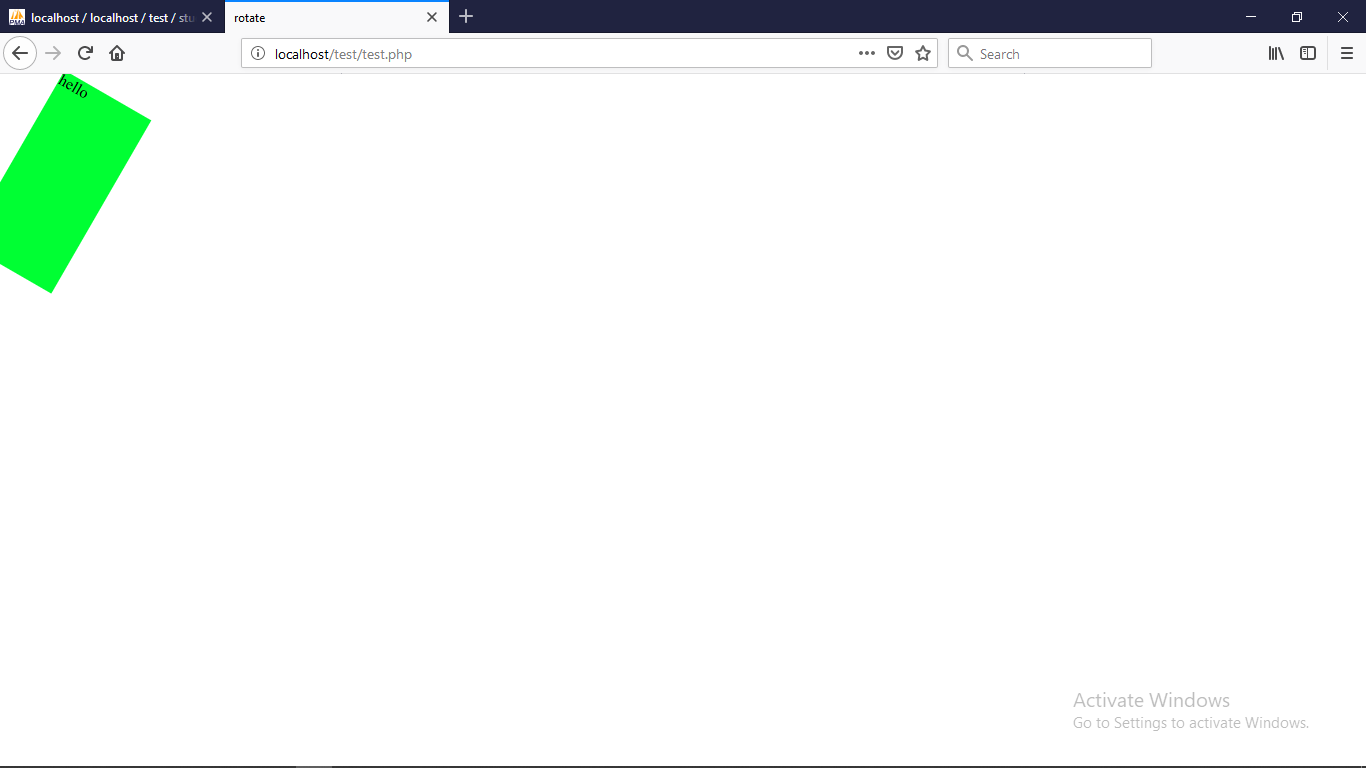 localhost / localhost / test / stu
rotate
localhost/test/test.php
Search
hello
Activate Windows
Go to Settings to activate Windows.